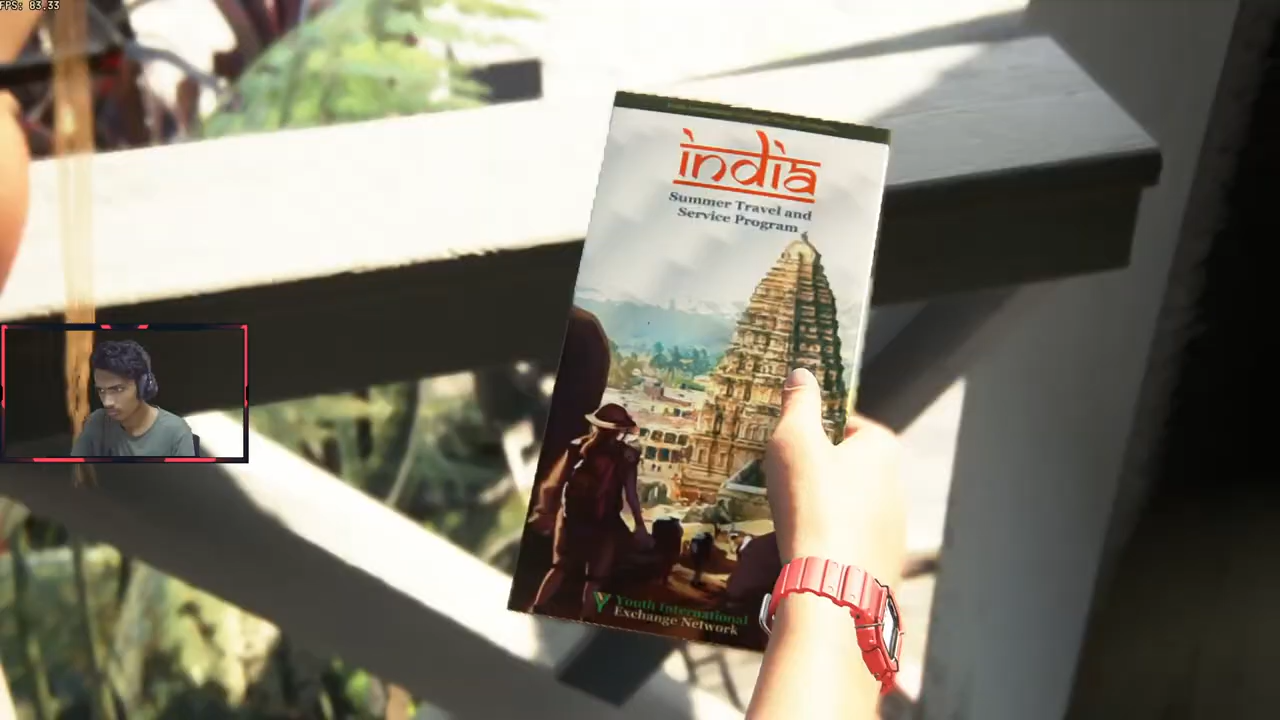 FPS: 83.33
india
Summer Travel and
Service Program
Youth International
Exchange Network